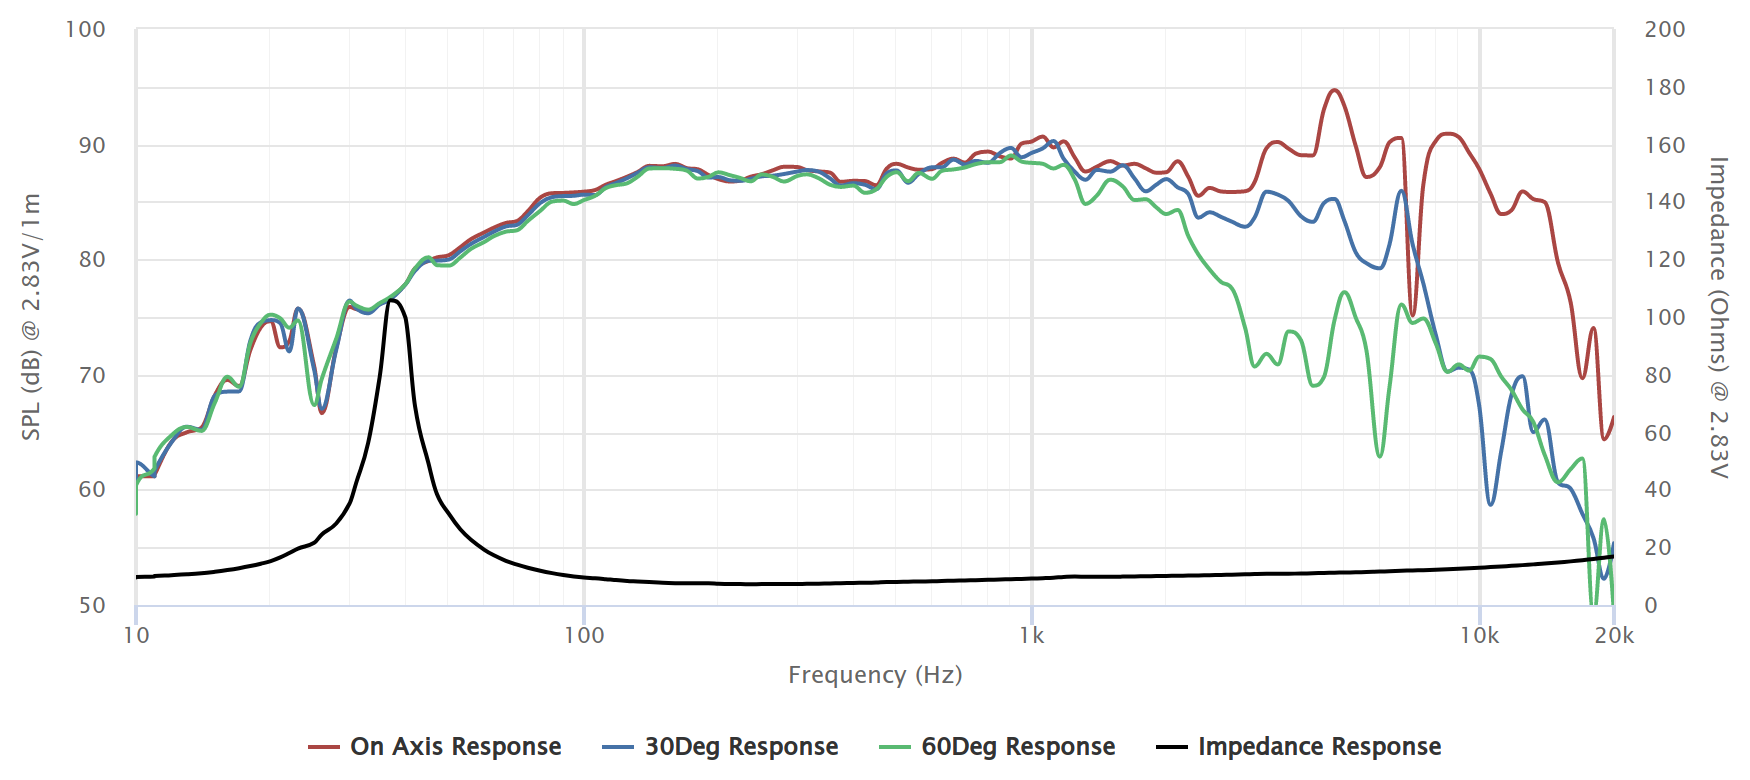 100
90
80
70
60
50
SPL (dB) @ 2.83V/1m
200
180
160
140
120
100
80
60
40
20
0
Impedance (Ohms) @ 2.83V
10
100
1k
10k
20k
Frequency (Hz)
On Axis Response
30Deg Response
60Deg Response
Impedance Response